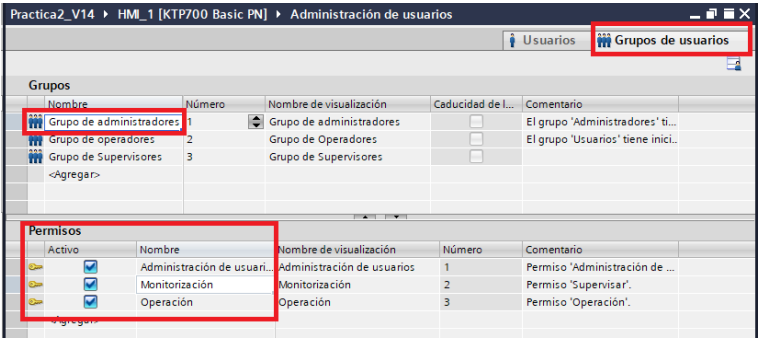 Practica2_V14 ▸ HMI_1 [KTP700 Basic PN] ▸ Administración de usuarios
Usuarios Grupos de usuarios
Grupos
Nombre Número Nombre de visualización Caducidad de l... Comentario
Grupo de administradores 1 Grupo de administradores El grupo 'Administradores' ti...
Grupo de operadores 2 Grupo de Operadores El grupo 'Usuarios' tiene inici..
Grupo de Supervisores 3 Grupo de Supervisores
<Agregar>
Permisos
Activo Nombre Nombre de visualización Número Comentario
Administración de usuari... Administración de usuarios 1 Permiso 'Administración de ...
Monitorización Monitorización 2 Permiso 'Supervisar'.
Operación Operación 3 Permiso 'Operación'.
<Agregar>